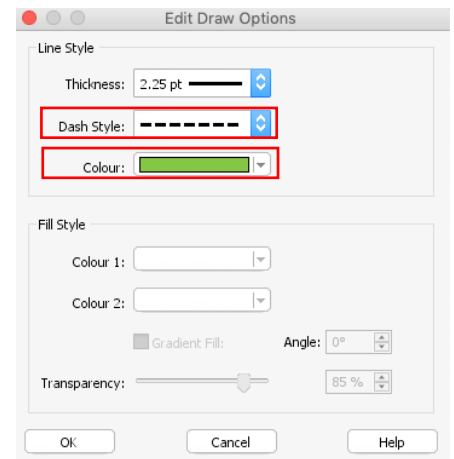 Edit Draw Options
Line Style
Thickness: 2.25 pt
Dash Style:
Colour:
Fill Style
Colour 1:
Colour 2:
Gradient Fill: Angle: 0°
Transparency: 85 %
OK Cancel Help